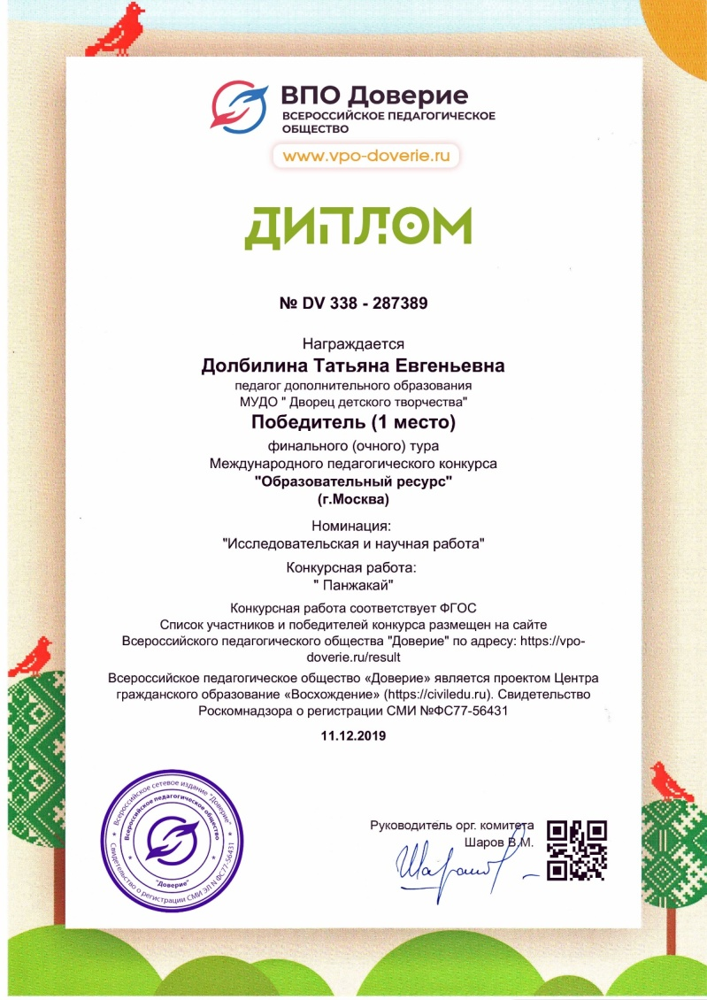 ВПО Доверие
ВСЕРОССИЙСКОЕ ПЕДАГОГИЧЕСКОЕ
ОБЩЕСТВО
www.vpo-doverie.ru
ДИПЛОМ
№ DV 338 - 287389
Награждается
Долбилина Татьяна Евгеньевна
педагог дополнительного образования
МУДО " Дворец детского творчества"
Победитель (1 место)
финального (очного) тура
Международного педагогического конкурса
"Образовательный ресурс"
(г.Москва)
Номинация:
"Исследовательская и научная работа"
Конкурсная работа:
" Панжакай"
Конкурсная работа соответствует ФГОС
Список участников и победителей конкурса размещен на сайте
Всероссийского педагогического общества "Доверие" по адресу: https://vpo-
doverie.ru/result
Всероссийское педагогическое общество «Доверие» является проектом Центра
гражданского образование «Восхождение» (https://civiledu.ru). Свидетельство
Роскомнадзора о регистрации СМИ №ФС77-56431
11.12.2019
Всероссийское сетевое издание "Доверие"
Свидетельство о регистрации СМИ ЭЛ N ФС77-56431
Всероссийское педагогическое общество
"Доверие"
Руководитель орг. комитета
Шаров В.М.